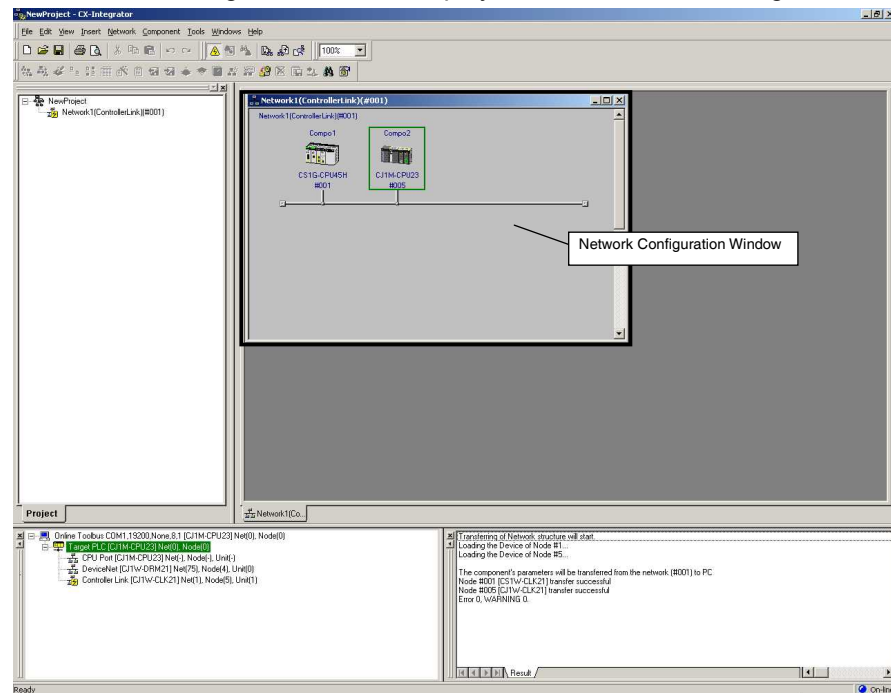 NewProject - CX-Integrator
File Edit View Insert Network Component Tools Windows Help
100%
NewProject
Network1(ControllerLink)(#001)
Network1(ControllerLink)(#001)
Network1(ControllerLink)(#001)
Compo1 Compo2
CS1G-CPU45H CJ1M-CPU23
#001 #005
Network Configuration Window
Project
Network1(Co...
Online Toolbus COM1,19200,None,8,1 [CJ1M-CPU23] Net(0), Node(0)
Target PLC [CJ1M-CPU23] Net(0), Node(0)
CPU Port [CJ1M-CPU23] Net(-), Node(-), Unit(-)
DeviceNet [CJ1W-DRM21] Net(75), Node(4), Unit(0)
Controller Link [CJ1W-CLK21] Net(1), Node(5), Unit(1)
Transferring of Network structure will start.
Loading the Device of Node #1...
Loading the Device of Node #5...
The component's parameters will be transferred from the network (#001) to PC
Node #001 [CS1W-CLK21] transfer successful
Node #005 [CJ1W-CLK21] transfer successful
Error 0, WARNING 0.
Result
Ready
On-line